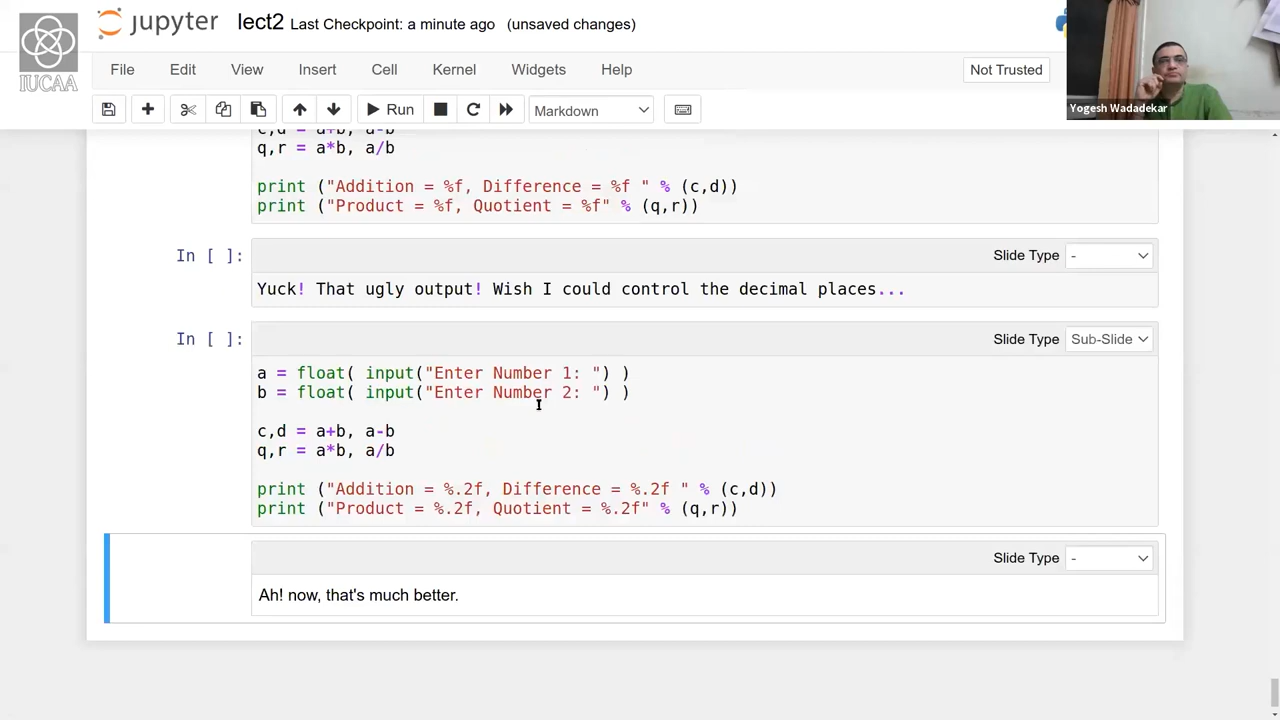 jupyter lect2 Last Checkpoint: a minute ago (unsaved changes)
IUCAA
File Edit View Insert Cell Kernel Widgets Help Not Trusted
Yogesh Wadadekar
Run Markdown
c,d = a+b, a-b
q,r = a*b, a/b
print ("Addition = %f, Difference = %f " % (c,d))
print ("Product = %f, Quotient = %f" % (q,r))
In [ ]: Slide Type -
Yuck! That ugly output! Wish I could control the decimal places...
In [ ]: Slide Type Sub-Slide
a = float( input("Enter Number 1: ") )
b = float( input("Enter Number 2: ") )
c,d = a+b, a-b
q,r = a*b, a/b
print ("Addition = %.2f, Difference = %.2f " % (c,d))
print ("Product = %.2f, Quotient = %.2f" % (q,r))
Slide Type -
Ah! now, that's much better.